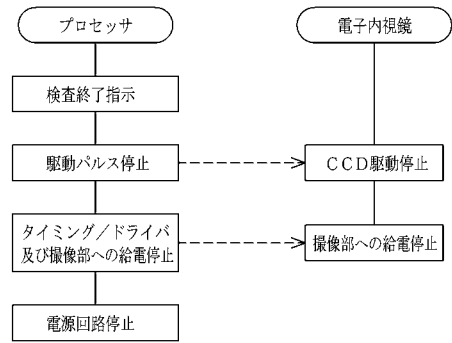 プロセッサ
電子内視鏡
検査終了指示
駆動パルス停止
CCD駆動停止
タイミング/ドライバ
及び撮像部への給電停止
撮像部への給電停止
電源回路停止